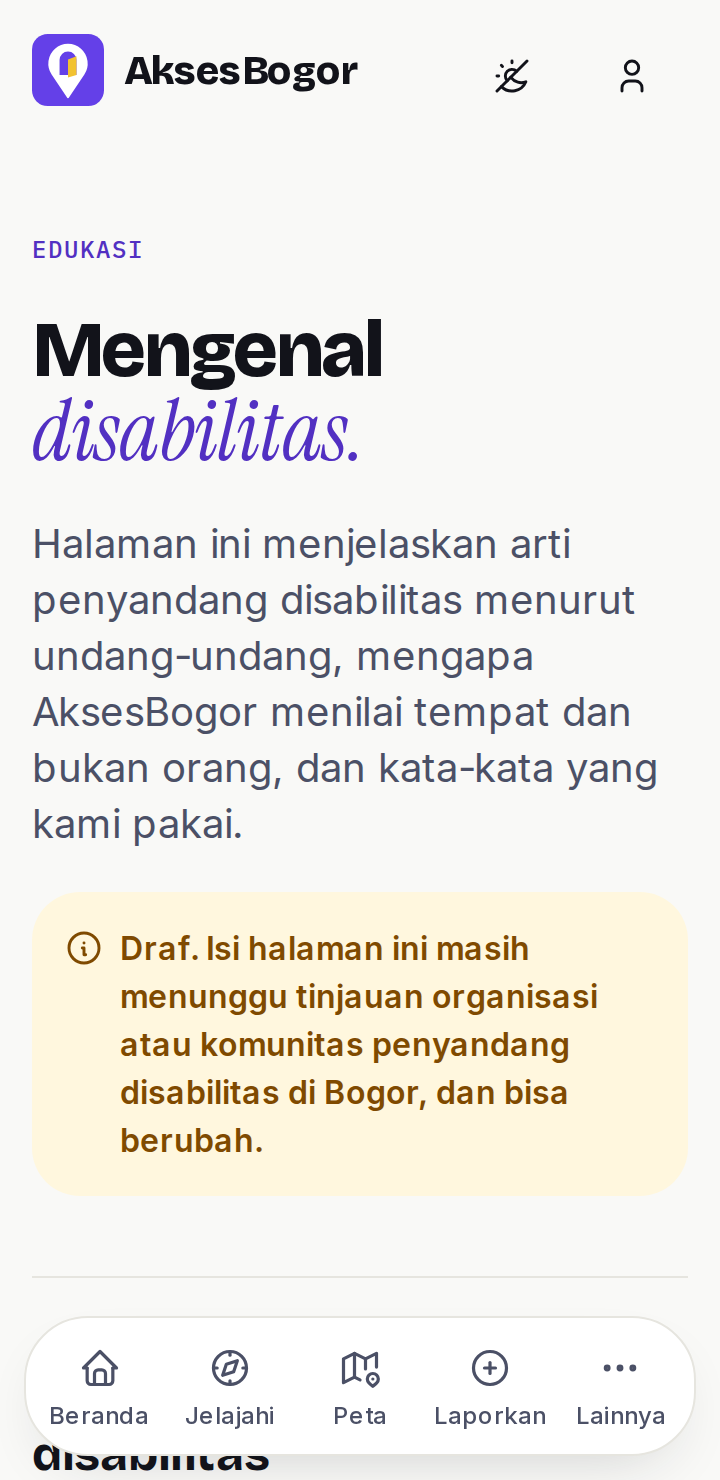 AksesBogor
EDUKASI
Mengenal
disabilitas.
Halaman ini menjelaskan arti
penyandang disabilitas menurut
undang-undang, mengapa
AksesBogor menilai tempat dan
bukan orang, dan kata-kata yang
kami pakai.
Draf. Isi halaman ini masih
menunggu tinjauan organisasi
atau komunitas penyandang
disabilitas di Bogor, dan bisa
berubah.
Beranda Jelajahi Peta Laporkan Lainnya
disabilitas